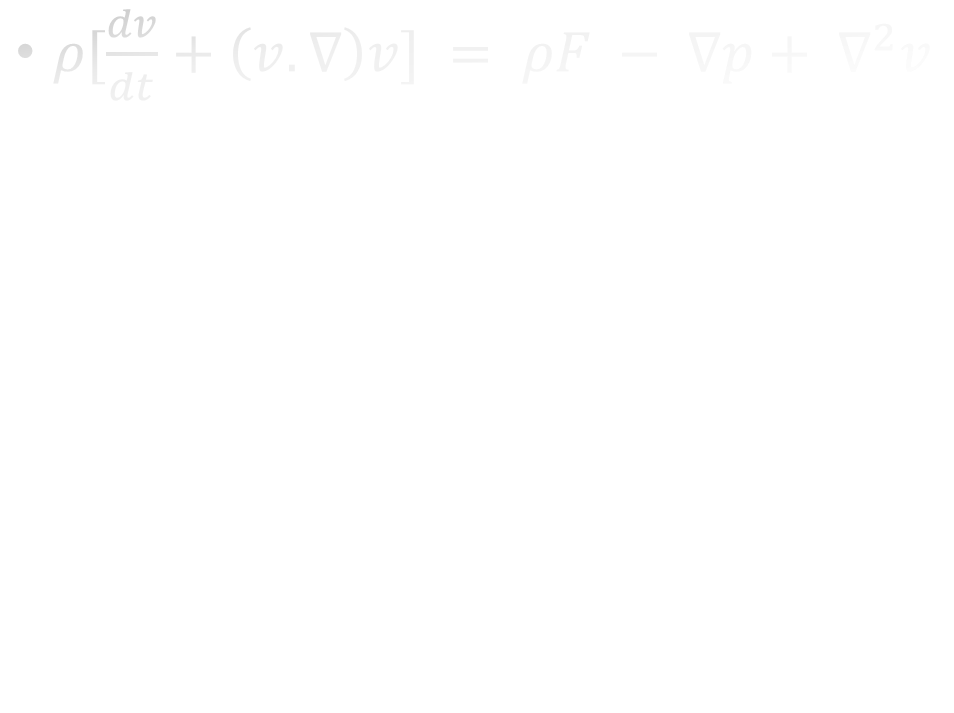 • ρ[dv/dt + (v.∇)v] = ρF − ∇p + ∇²v